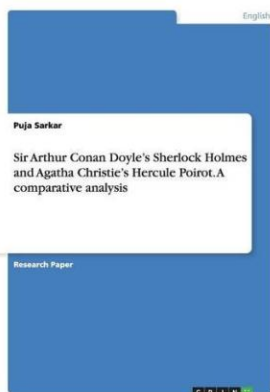 English
Puja Sarkar
Sir Arthur Conan Doyle's Sherlock Holmes
and Agatha Christie's Hercule Poirot. A
comparative analysis
Research Paper
G R I N